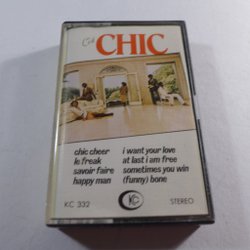 C'est
CHIC
chic cheer
le freak
savoir faire
happy man
i want your love
at last i am free
sometimes you win
(funny) bone
KC 332
KC
STEREO